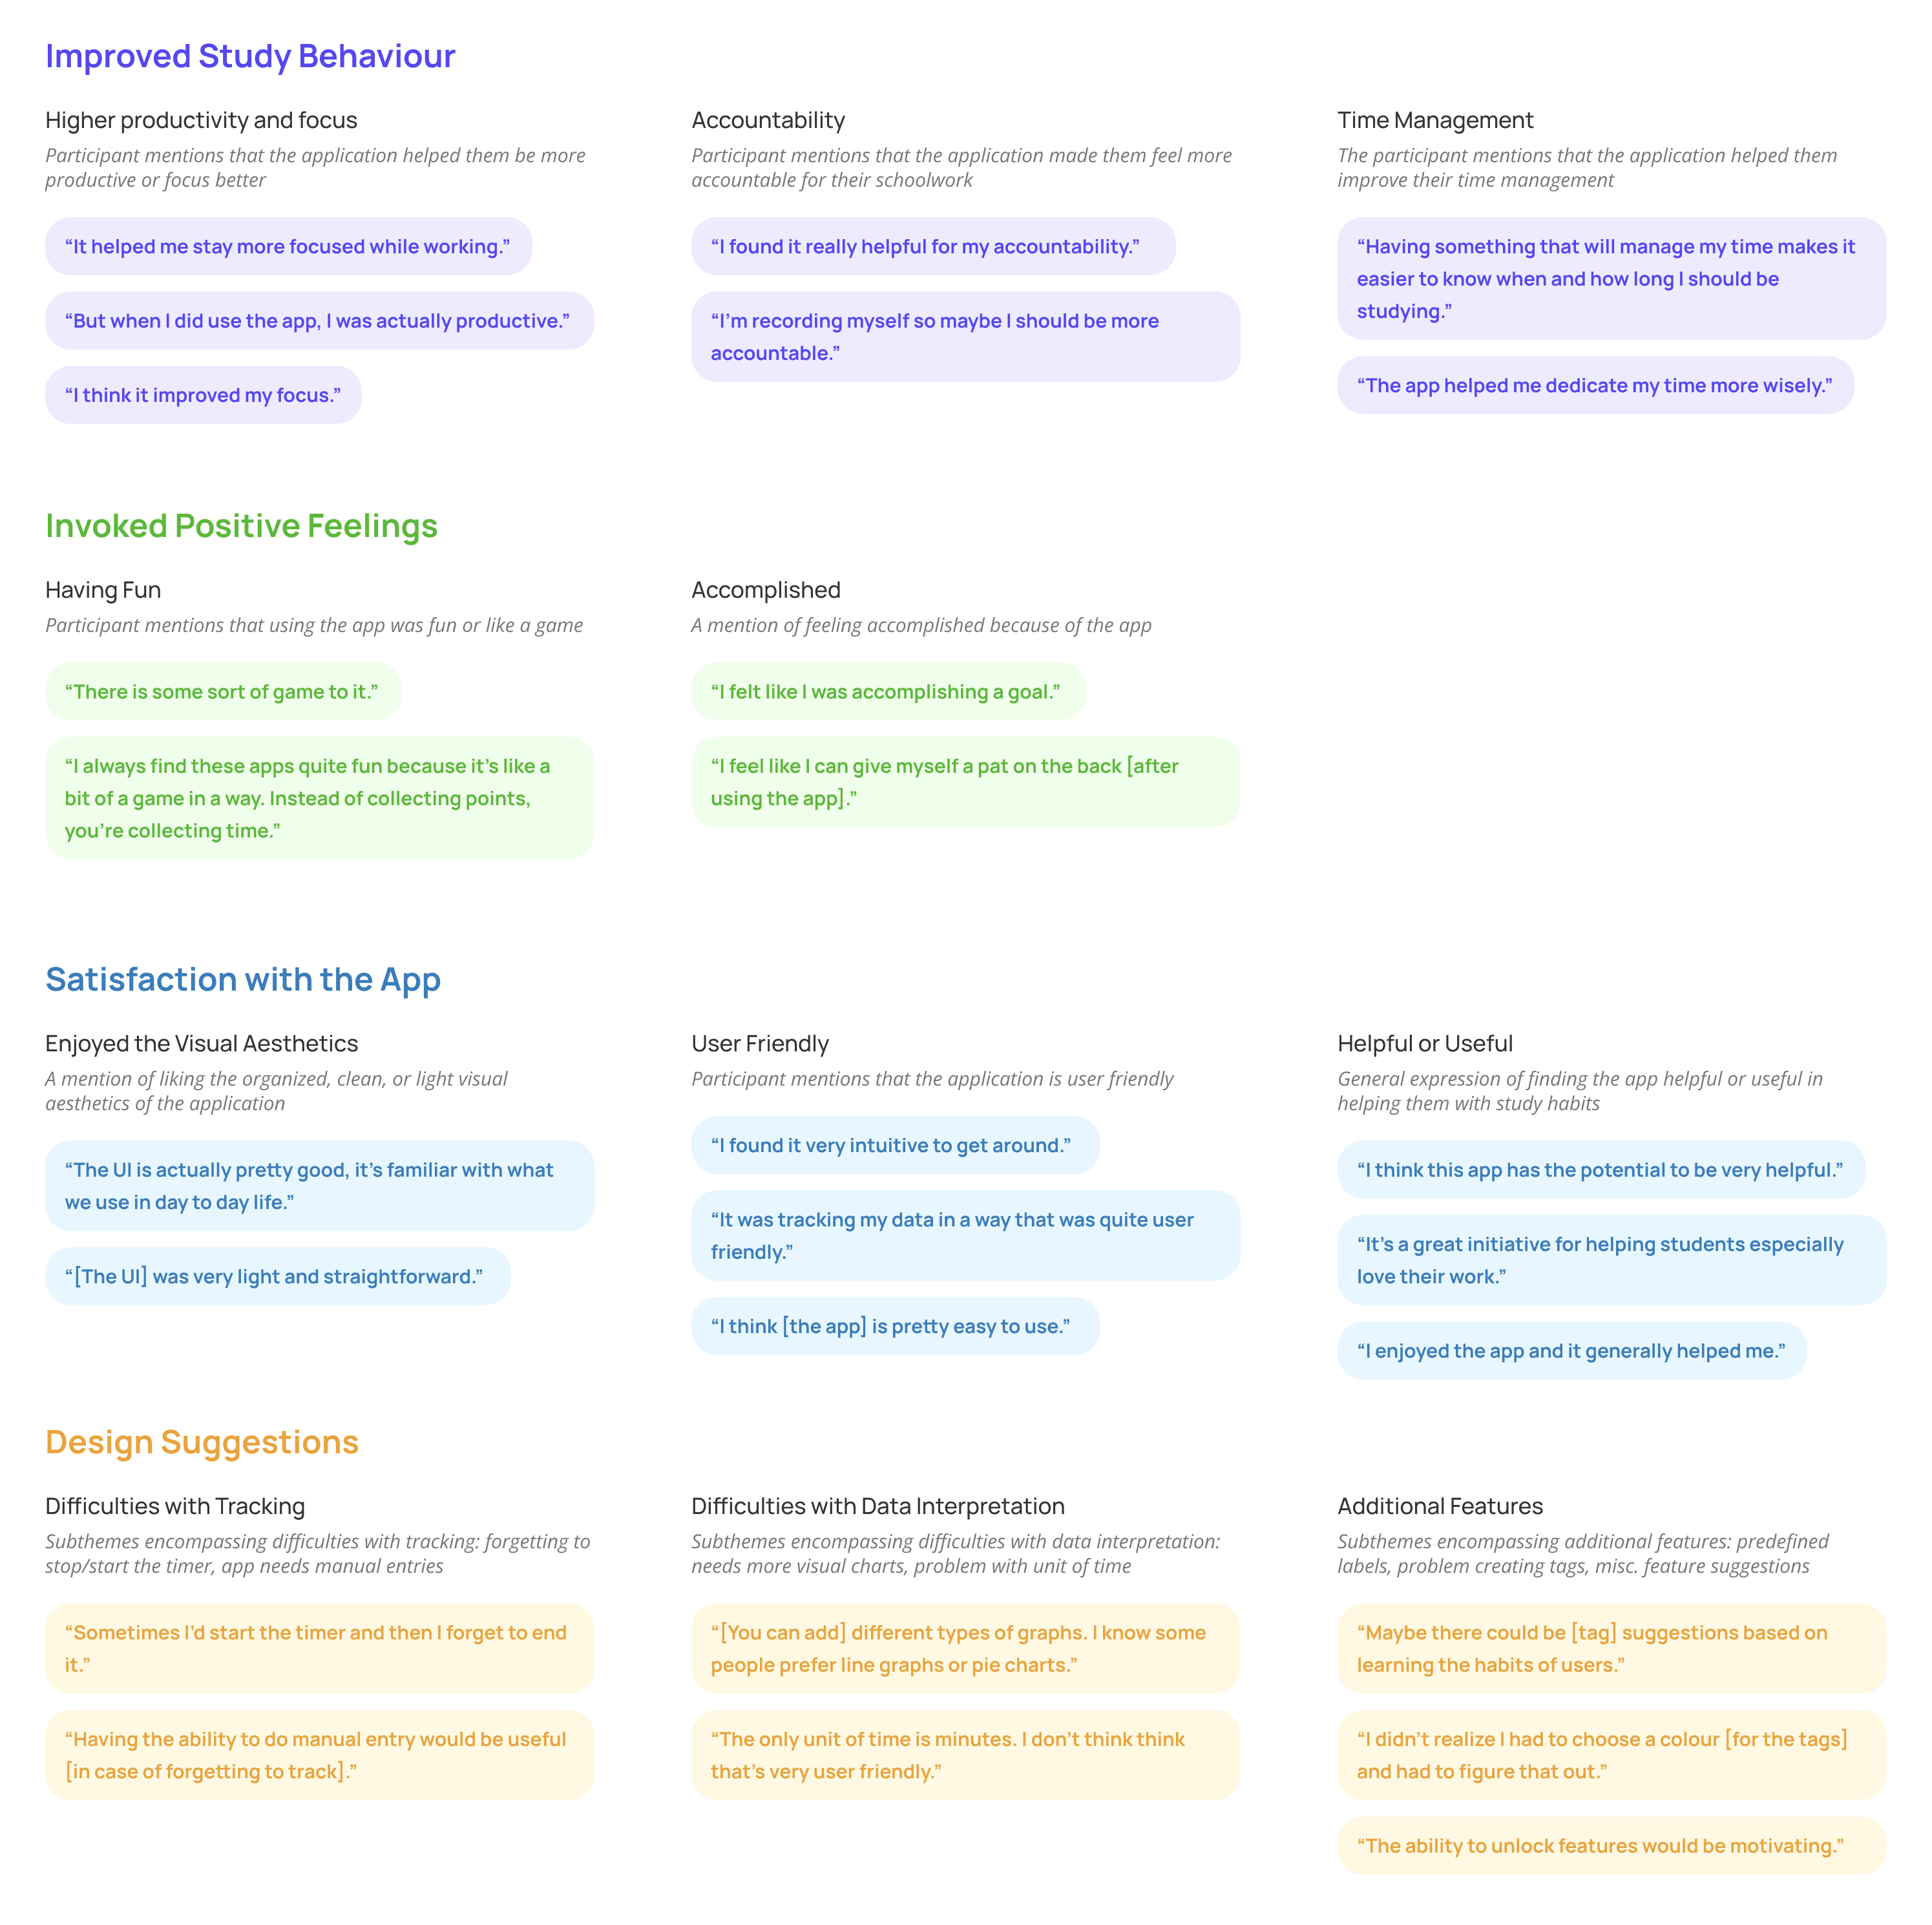 Improved Study Behaviour
Higher productivity and focus
Participant mentions that the application helped them be more
productive or focus better
“It helped me stay more focused while working.”
“But when I did use the app, I was actually productive.”
“I think it improved my focus.”
Accountability
Participant mentions that the application made them feel more
accountable for their schoolwork
“I found it really helpful for my accountability.”
“I’m recording myself so maybe I should be more
accountable.”
Time Management
The participant mentions that the application helped them
improve their time management
“Having something that will manage my time makes it
easier to know when and how long I should be
studying.”
“The app helped me dedicate my time more wisely.”
Invoked Positive Feelings
Having Fun
Participant mentions that using the app was fun or like a game
“There is some sort of game to it.”
“I always find these apps quite fun because it’s like a
bit of a game in a way. Instead of collecting points,
you’re collecting time.”
Accomplished
A mention of feeling accomplished because of the app
“I felt like I was accomplishing a goal.”
“I feel like I can give myself a pat on the back [after
using the app].”
Satisfaction with the App
Enjoyed the Visual Aesthetics
A mention of liking the organized, clean, or light visual
aesthetics of the application
“The UI is actually pretty good, it’s familiar with what
we use in day to day life.”
“[The UI] was very light and straightforward.”
User Friendly
Participant mentions that the application is user friendly
“I found it very intuitive to get around.”
“It was tracking my data in a way that was quite user
friendly.”
“I think [the app] is pretty easy to use.”
Helpful or Useful
General expression of finding the app helpful or useful in
helping them with study habits
“I think this app has the potential to be very helpful.”
“It’s a great initiative for helping students especially
love their work.”
“I enjoyed the app and it generally helped me.”
Design Suggestions
Difficulties with Tracking
Subthemes encompassing difficulties with tracking: forgetting to
stop/start the timer, app needs manual entries
“Sometimes I’d start the timer and then I forget to end
it.”
“Having the ability to do manual entry would be useful
[in case of forgetting to track].”
Difficulties with Data Interpretation
Subthemes encompassing difficulties with data interpretation:
needs more visual charts, problem with unit of time
“[You can add] different types of graphs. I know some
people prefer line graphs or pie charts.”
“The only unit of time is minutes. I don’t think think
that’s very user friendly.”
Additional Features
Subthemes encompassing additional features: predefined
labels, problem creating tags, misc. feature suggestions
“Maybe there could be [tag] suggestions based on
learning the habits of users.”
“I didn’t realize I had to choose a colour [for the tags]
and had to figure that out.”
“The ability to unlock features would be motivating.”